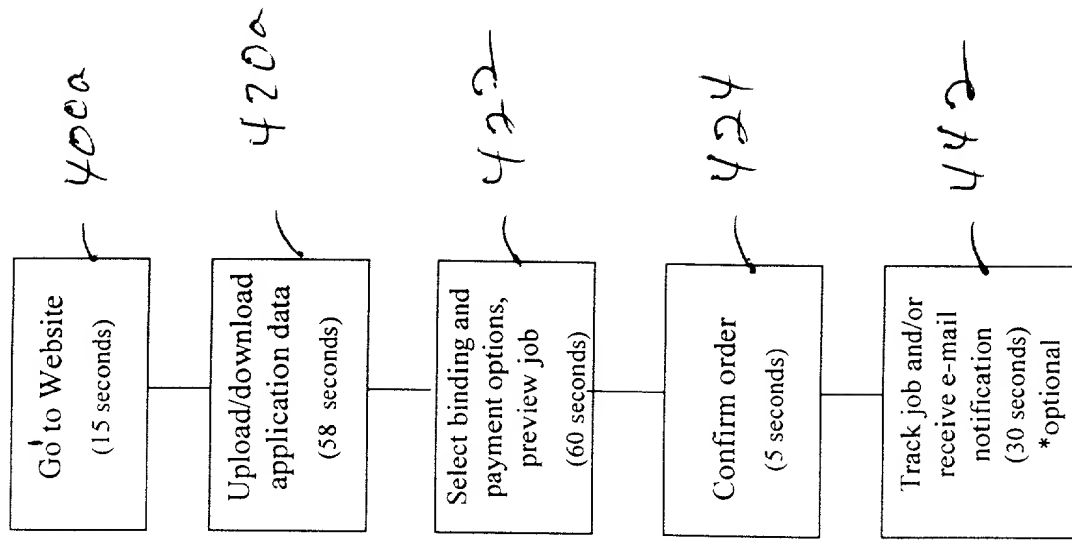 Go to Website
(15 seconds)
400a
Upload/download
application data
(58 seconds)
420a
Select binding and
payment options,
preview job
(60 seconds)
422
Confirm order
(5 seconds)
424
Track job and/or
receive e-mail
notification
(30 seconds)
*optional
442